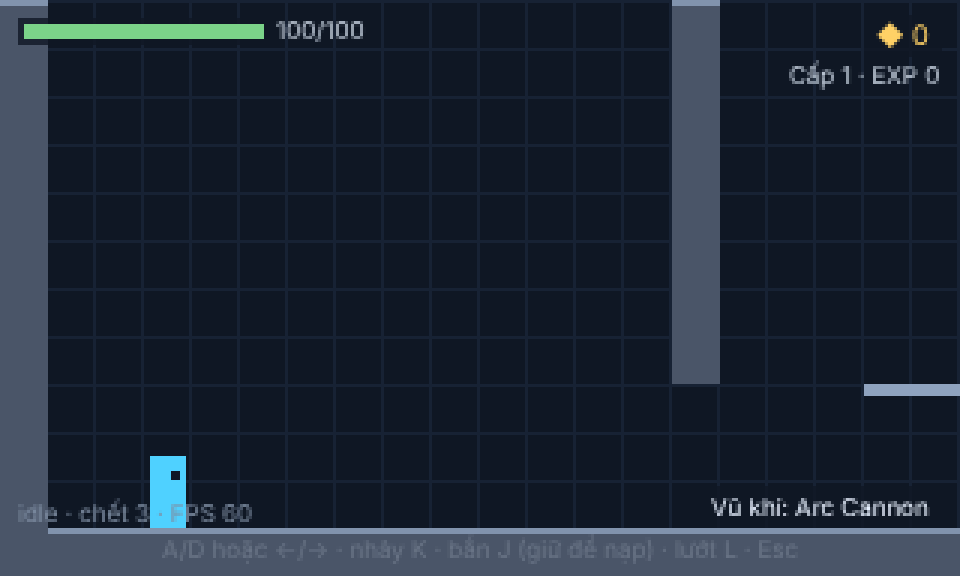 100/100
0
Cấp 1 · EXP 0
idle · chết 3 · FPS 60
Vũ khí: Arc Cannon
A/D hoặc ←/→ · nhảy K · bắn J (giữ để nạp) · lướt L · Esc